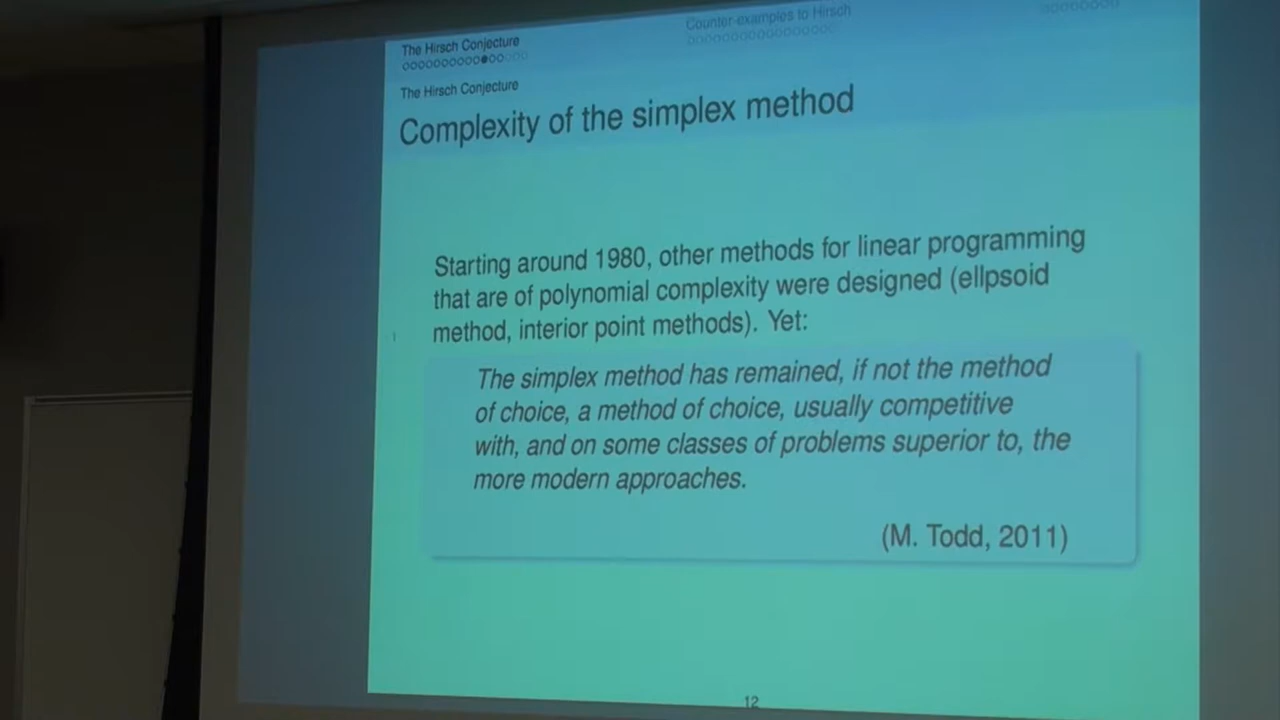 The Hirsch Conjecture
Counter-examples to Hirsch
The Hirsch Conjecture
Complexity of the simplex method
Starting around 1980, other methods for linear programming
that are of polynomial complexity were designed (ellpsoid
method, interior point methods). Yet:
The simplex method has remained, if not the method
of choice, a method of choice, usually competitive
with, and on some classes of problems superior to, the
more modern approaches.
(M. Todd, 2011)
12